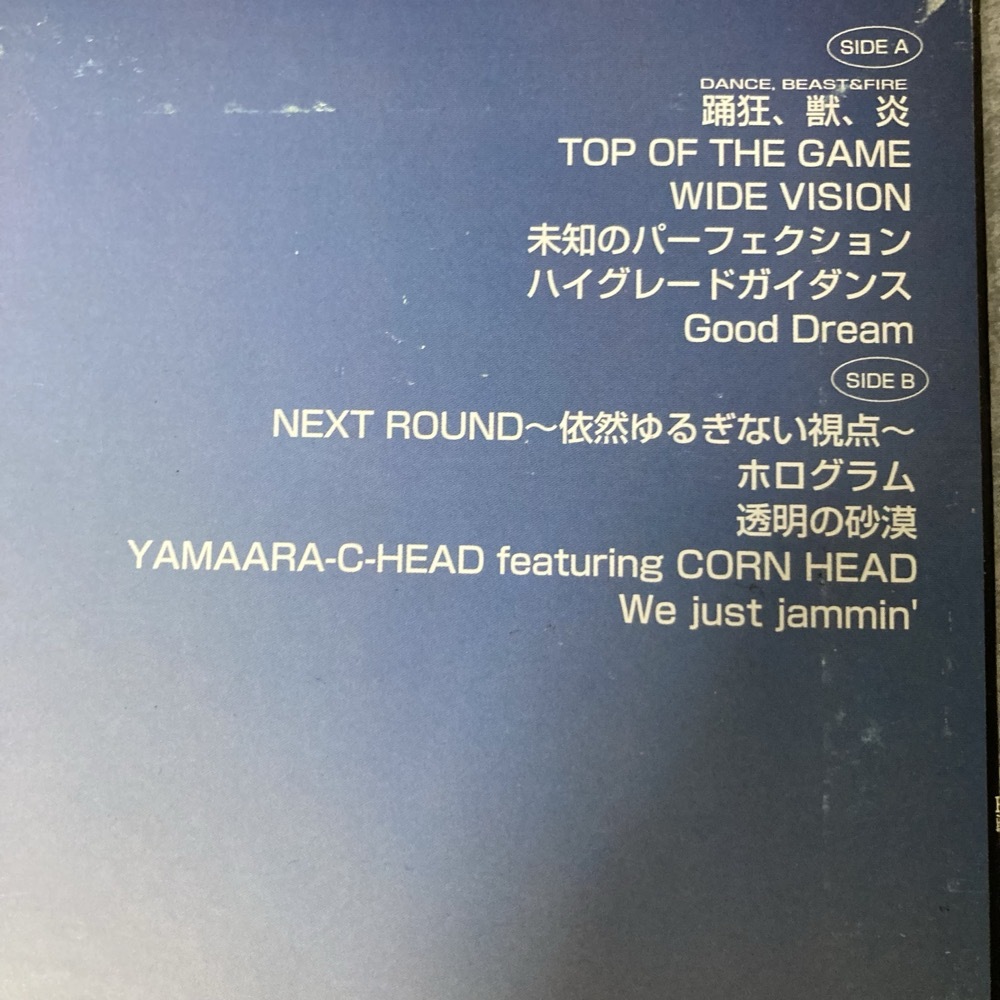 SIDE A
DANCE, BEAST&FIRE
踊狂、獣、炎
TOP OF THE GAME
WIDE VISION
未知のパーフェクション
ハイグレードガイダンス
Good Dream
SIDE B
NEXT ROUND〜依然ゆるぎない視点〜
ホログラム
透明の砂漠
YAMAARA-C-HEAD featuring CORN HEAD
We just jammin'